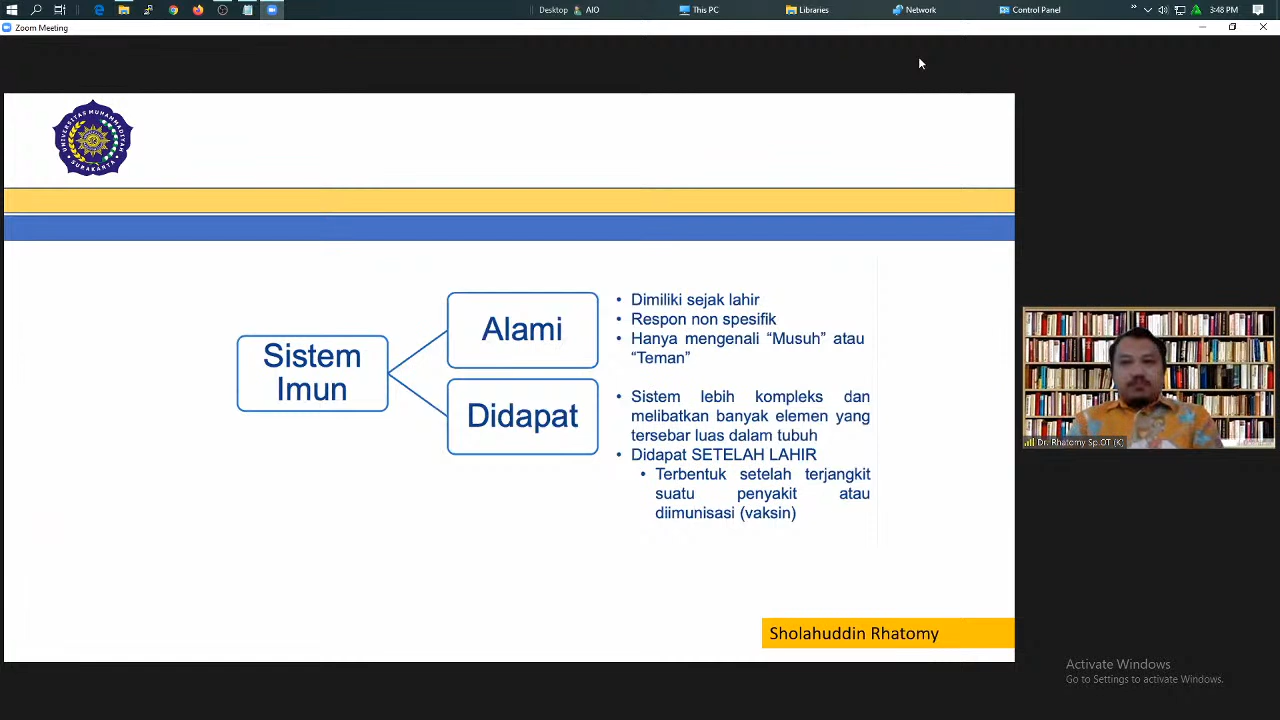 Desktop
AIO
This PC
Libraries
Network
Control Panel
3:48 PM
Zoom Meeting
UNIVERSITAS MUHAMMADIYAH
SURAKARTA
Sistem
Imun
Alami
• Dimiliki sejak lahir
• Respon non spesifik
• Hanya mengenali “Musuh” atau
“Teman”
Didapat
• Sistem lebih kompleks dan
melibatkan banyak elemen yang
tersebar luas dalam tubuh
• Didapat SETELAH LAHIR
• Terbentuk setelah terjangkit
suatu penyakit atau
diimunisasi (vaksin)
Sholahuddin Rhatomy
Dr. Rhatomy Sp.OT (K)
Activate Windows
Go to Settings to activate Windows.